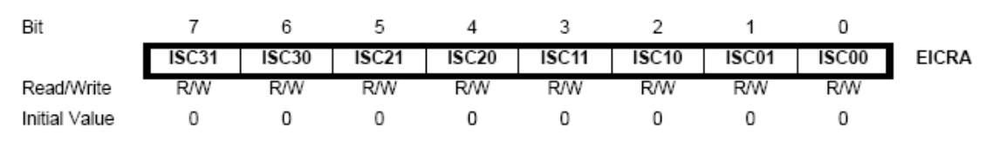 Bit 7 6 5 4 3 2 1 0
ISC31 ISC30 ISC21 ISC20 ISC11 ISC10 ISC01 ISC00 EICRA
Read/Write R/W R/W R/W R/W R/W R/W R/W R/W
Initial Value 0 0 0 0 0 0 0 0